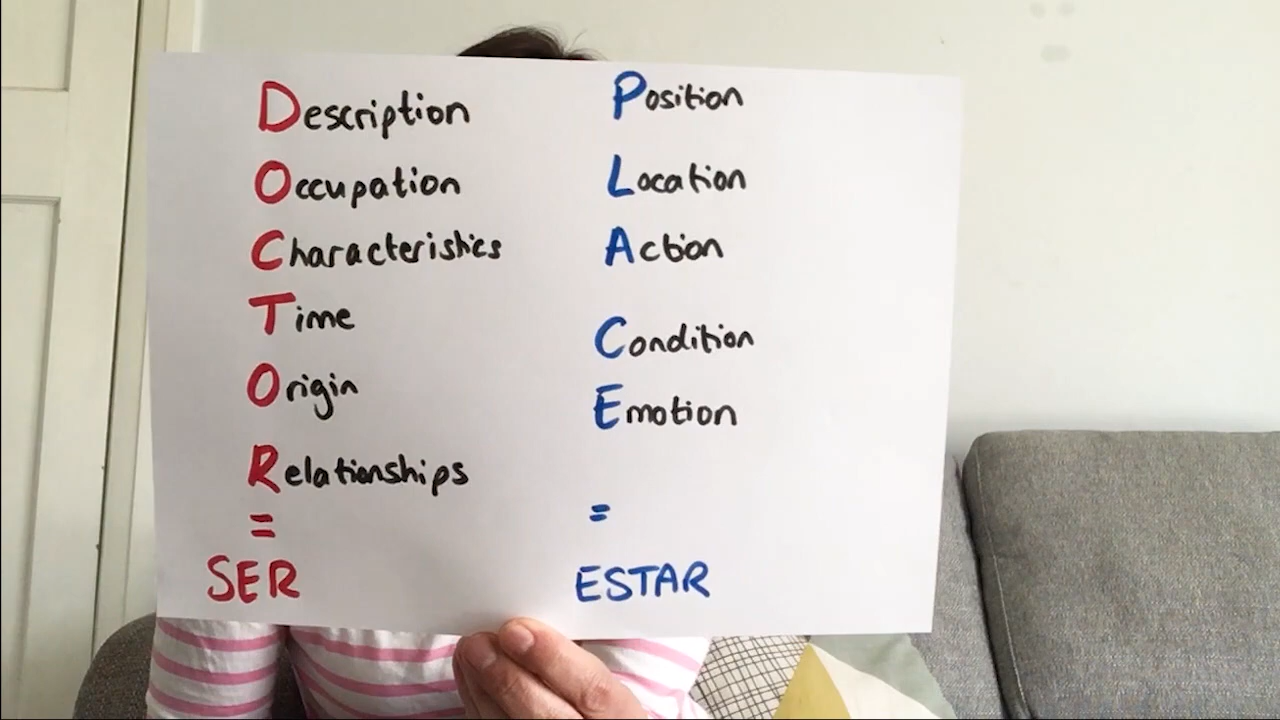 Description
Occupation
Characteristics
Time
Origin
Relationships
=
SER
Position
Location
Action
Condition
Emotion
=
ESTAR